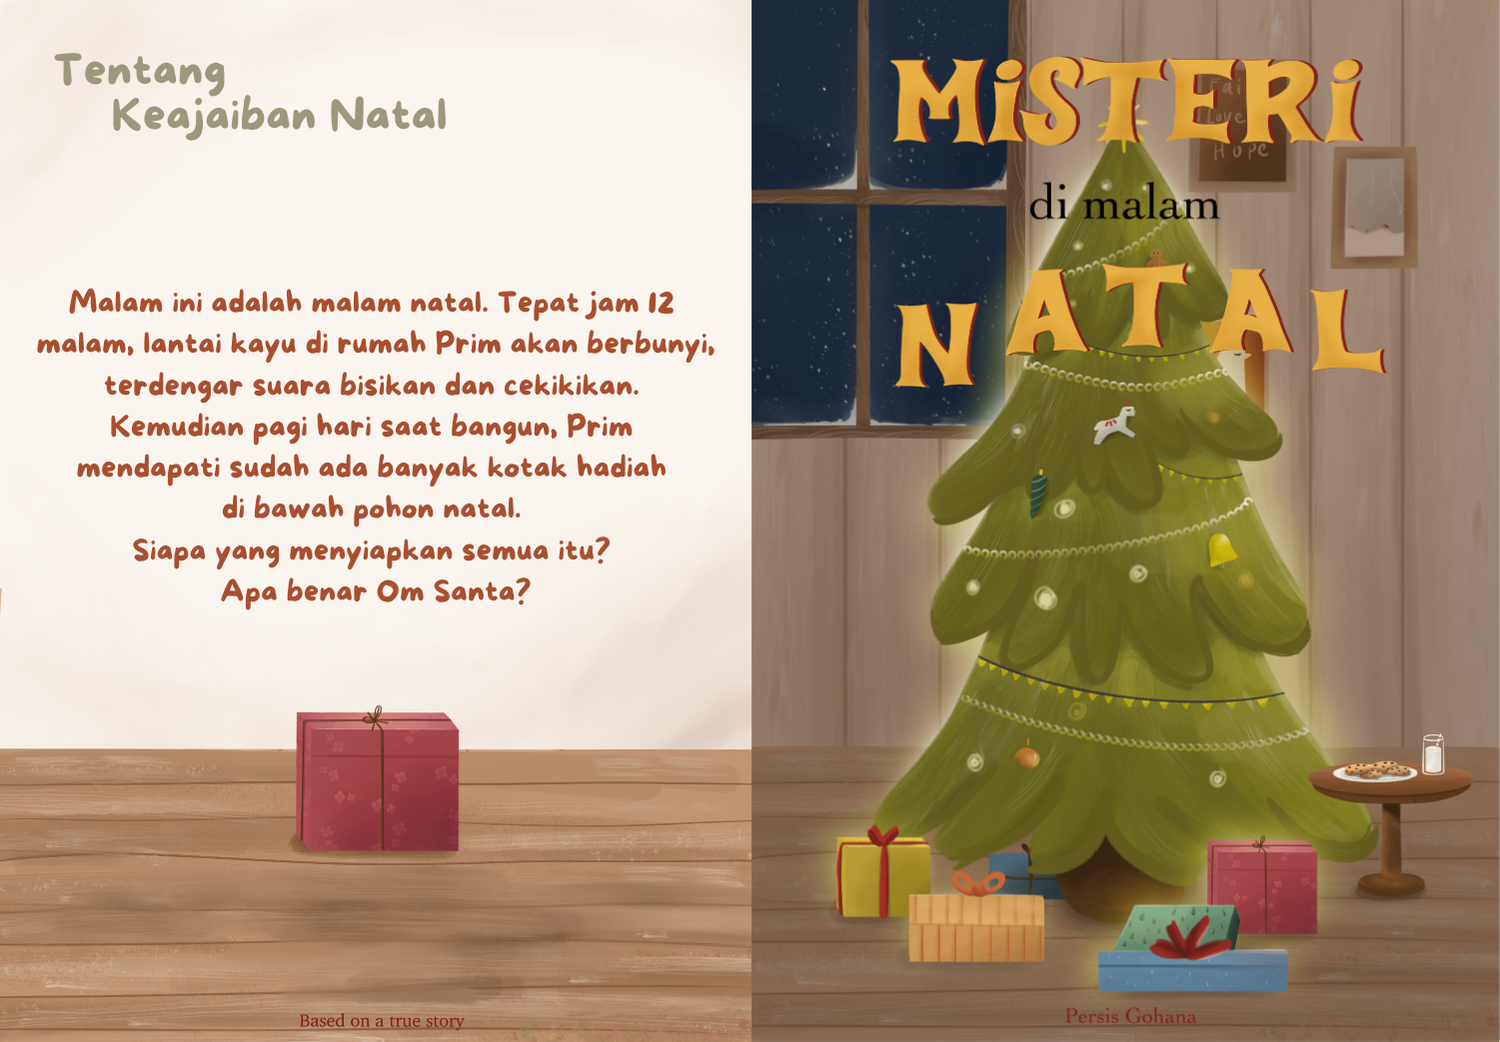 Tentang
Keajaiban Natal
Malam ini adalah malam natal. Tepat jam 12
malam, lantai kayu di rumah Prim akan berbunyi,
terdengar suara bisikan dan cekikikan.
Kemudian pagi hari saat bangun, Prim
mendapati sudah ada banyak kotak hadiah
di bawah pohon natal.
Siapa yang menyiapkan semua itu?
Apa benar Om Santa?
Based on a true story
MiSTERi
di malam
NATAL
Love
Hope
Persis Gohana